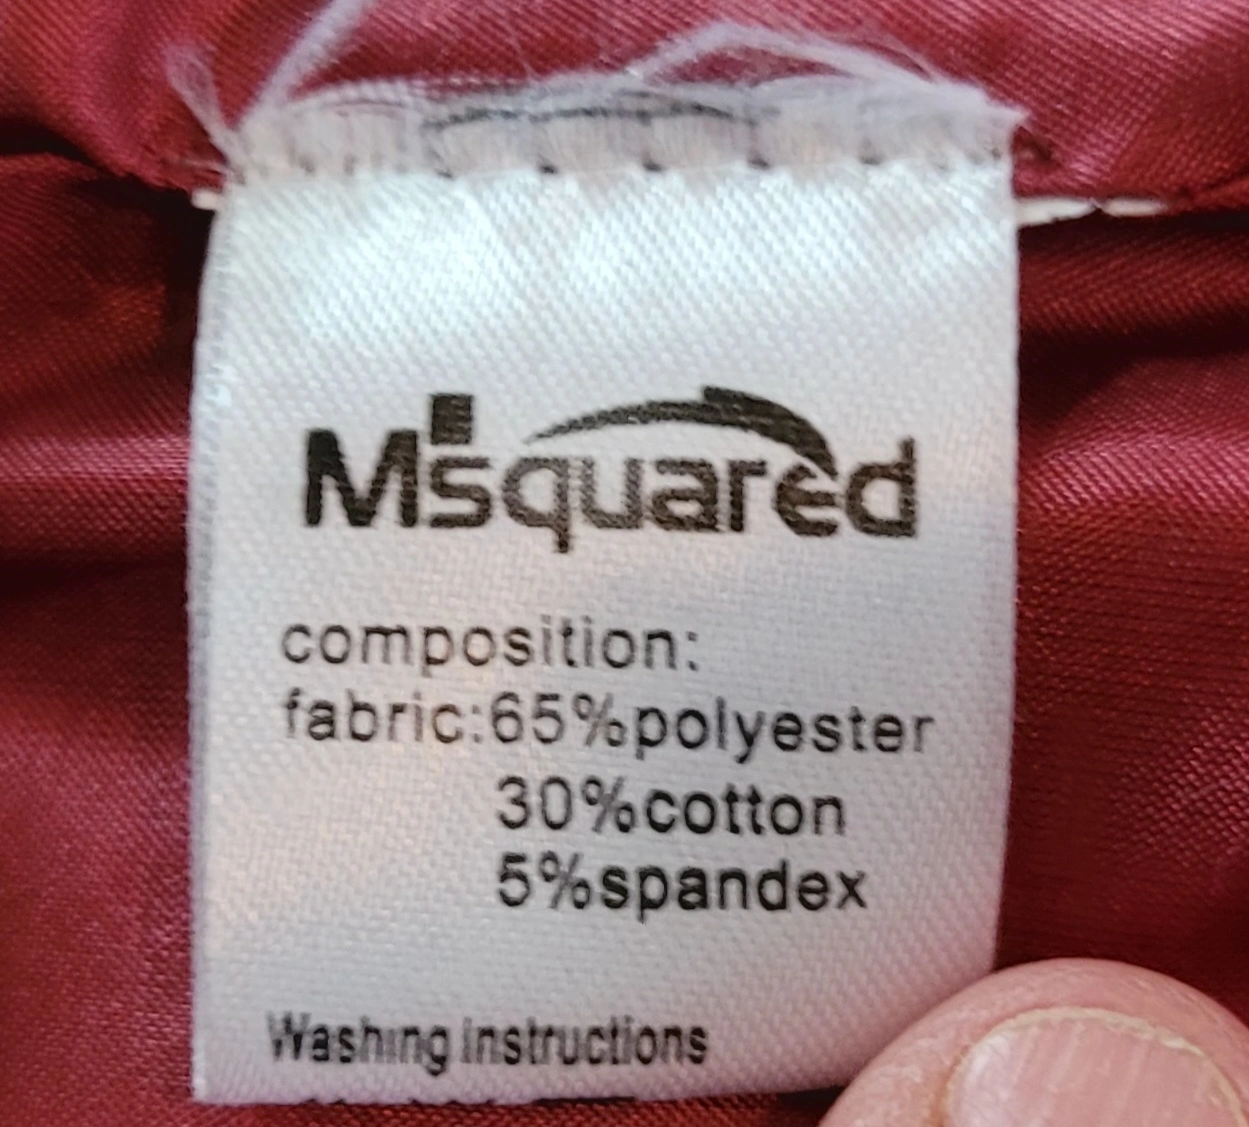 Msquared
composition:
fabric:65%polyester
30%cotton
5%spandex
Washing instructions